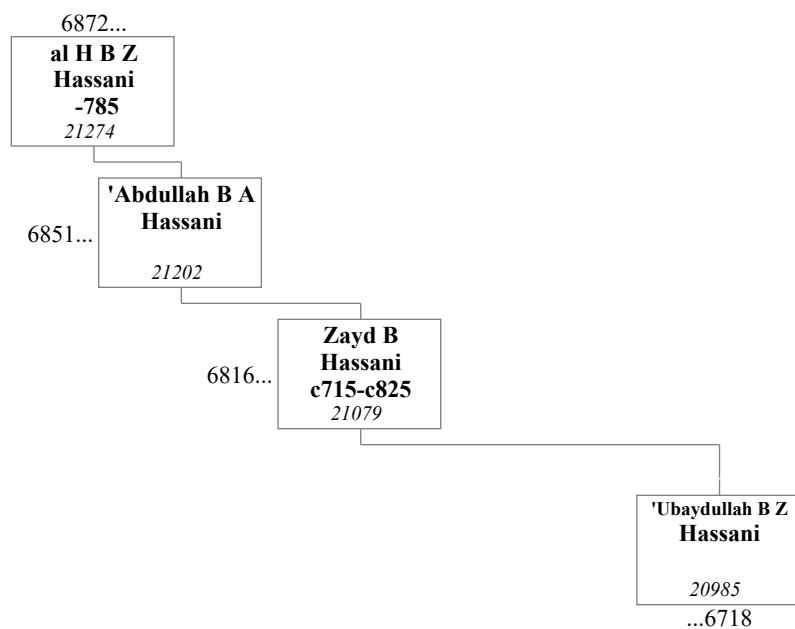 6872...
al H B Z
Hassani
-785
21274
'Abdullah B A
Hassani
6851...
21202
Zayd B
Hassani
6816...
c715-c825
21079
'Ubaydullah B Z
Hassani
20985
...6718